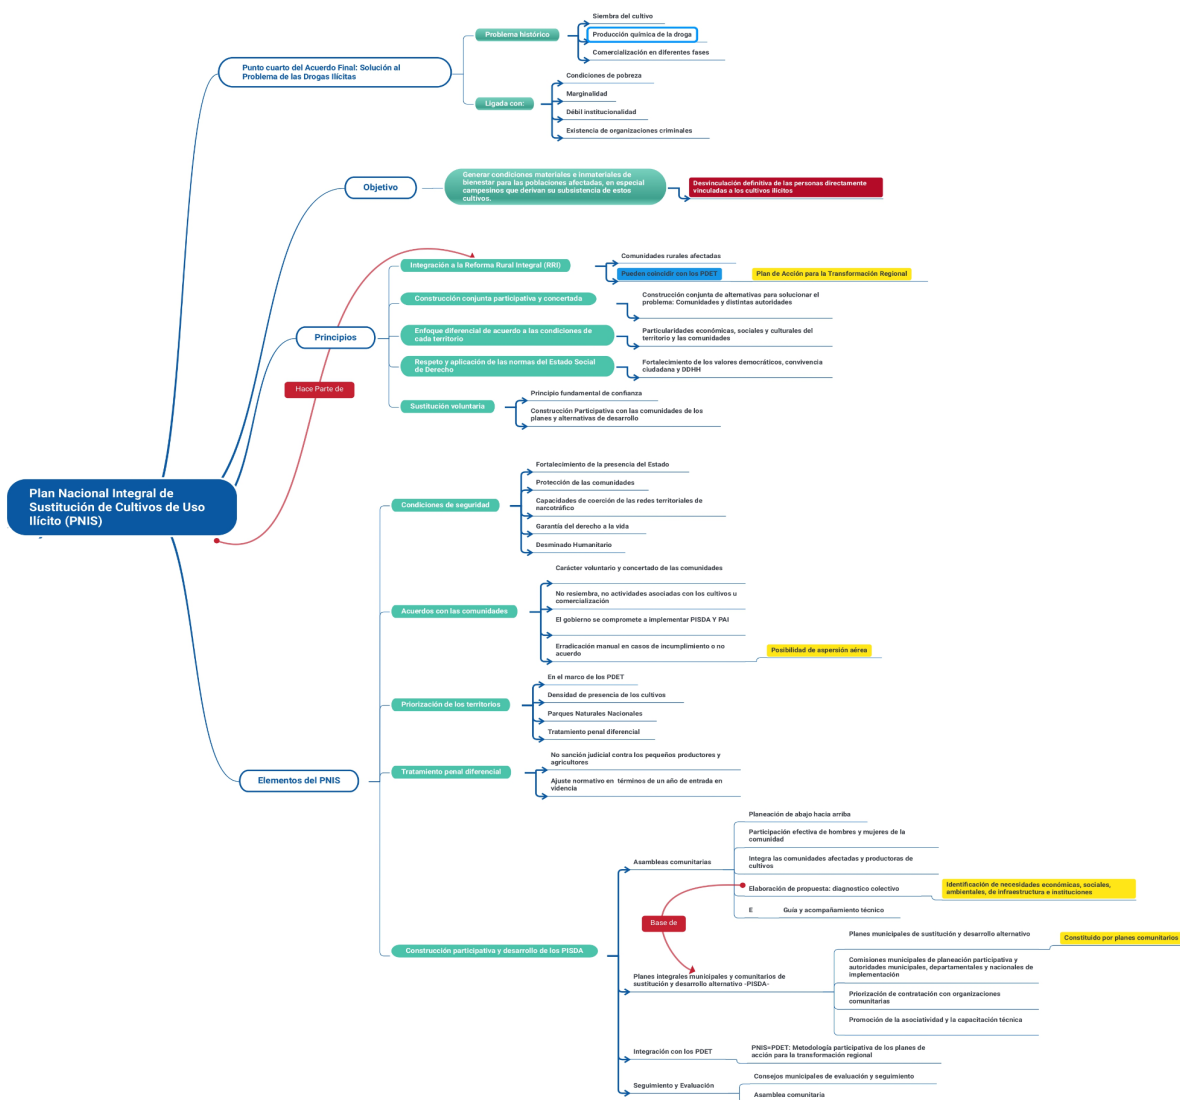 Siembra del cultivo
Problema histórico
Producción química de la droga
Comercialización en diferentes fases
Punto cuarto del Acuerdo Final: Solución al
Problema de las Drogas Ilícitas
Condiciones de pobreza
Marginalidad
Ligada con:
Débil institucionalidad
Existencia de organizaciones criminales
Objetivo
Generar condiciones materiales e inmateriales de
bienestar para las poblaciones afectadas, en especial
campesinos que derivan su subsistencia de estos
cultivos.
Desvinculación definitiva de las personas directamente
vinculadas a los cultivos ilícitos
Principios
Hace Parte de
Integración a la Reforma Rural Integral (RRI)
Comunidades rurales afectadas
Pueden coincidir con los PDET
Plan de Acción para la Transformación Regional
Construcción conjunta participativa y concertada
Construcción conjunta de alternativas para solucionar el
problema: Comunidades y distintas autoridades
Enfoque diferencial de acuerdo a las condiciones de
cada territorio
Particularidades económicas, sociales y culturales del
territorio y las comunidades
Respeto y aplicación de las normas del Estado Social
de Derecho
Fortalecimiento de los valores democráticos, convivencia
ciudadana y DDHH
Sustitución voluntaria
Principio fundamental de confianza
Construcción Participativa con las comunidades de los
planes y alternativas de desarrollo
Plan Nacional Integral de
Sustitución de Cultivos de Uso
Ilícito (PNIS)
Elementos del PNIS
Condiciones de seguridad
Fortalecimiento de la presencia del Estado
Protección de las comunidades
Capacidades de coerción de las redes territoriales de
narcotráfico
Garantía del derecho a la vida
Desminado Humanitario
Acuerdos con las comunidades
Carácter voluntario y concertado de las comunidades
No resiembra, no actividades asociadas con los cultivos u
comercialización
El gobierno se compromete a implementar PISDA Y PAI
Erradicación manual en casos de incumplimiento o no
acuerdo
Posibilidad de aspersión aérea
Priorización de los territorios
En el marco de los PDET
Densidad de presencia de los cultivos
Parques Naturales Nacionales
Tratamiento penal diferencial
Tratamiento penal diferencial
No sanción judicial contra los pequeños productores y
agricultores
Ajuste normativo en términos de un año de entrada en
videncia
Construcción participativa y desarrollo de los PISDA
Asambleas comunitarias
Planeación de abajo hacia arriba
Participación efectiva de hombres y mujeres de la
comunidad
Integra las comunidades afectadas y productoras de
cultivos
Elaboración de propuesta: diagnostico colectivo
Identificación de necesidades económicas, sociales,
ambientales, de infraestructura e instituciones
E Guía y acompañamiento técnico
Base de
Planes integrales municipales y comunitarios de
sustitución y desarrollo alternativo -PISDA-
Planes municipales de sustitución y desarrollo alternativo
Constituido por planes comunitarios
Comisiones municipales de planeación participativa y
autoridades municipales, departamentales y nacionales de
implementación
Priorización de contratación con organizaciones
comunitarias
Promoción de la asociatividad y la capacitación técnica
Integración con los PDET
PNIS=PDET: Metodología participativa de los planes de
acción para la transformación regional
Seguimiento y Evaluación
Consejos municipales de evaluación y seguimiento
Asamblea comunitaria